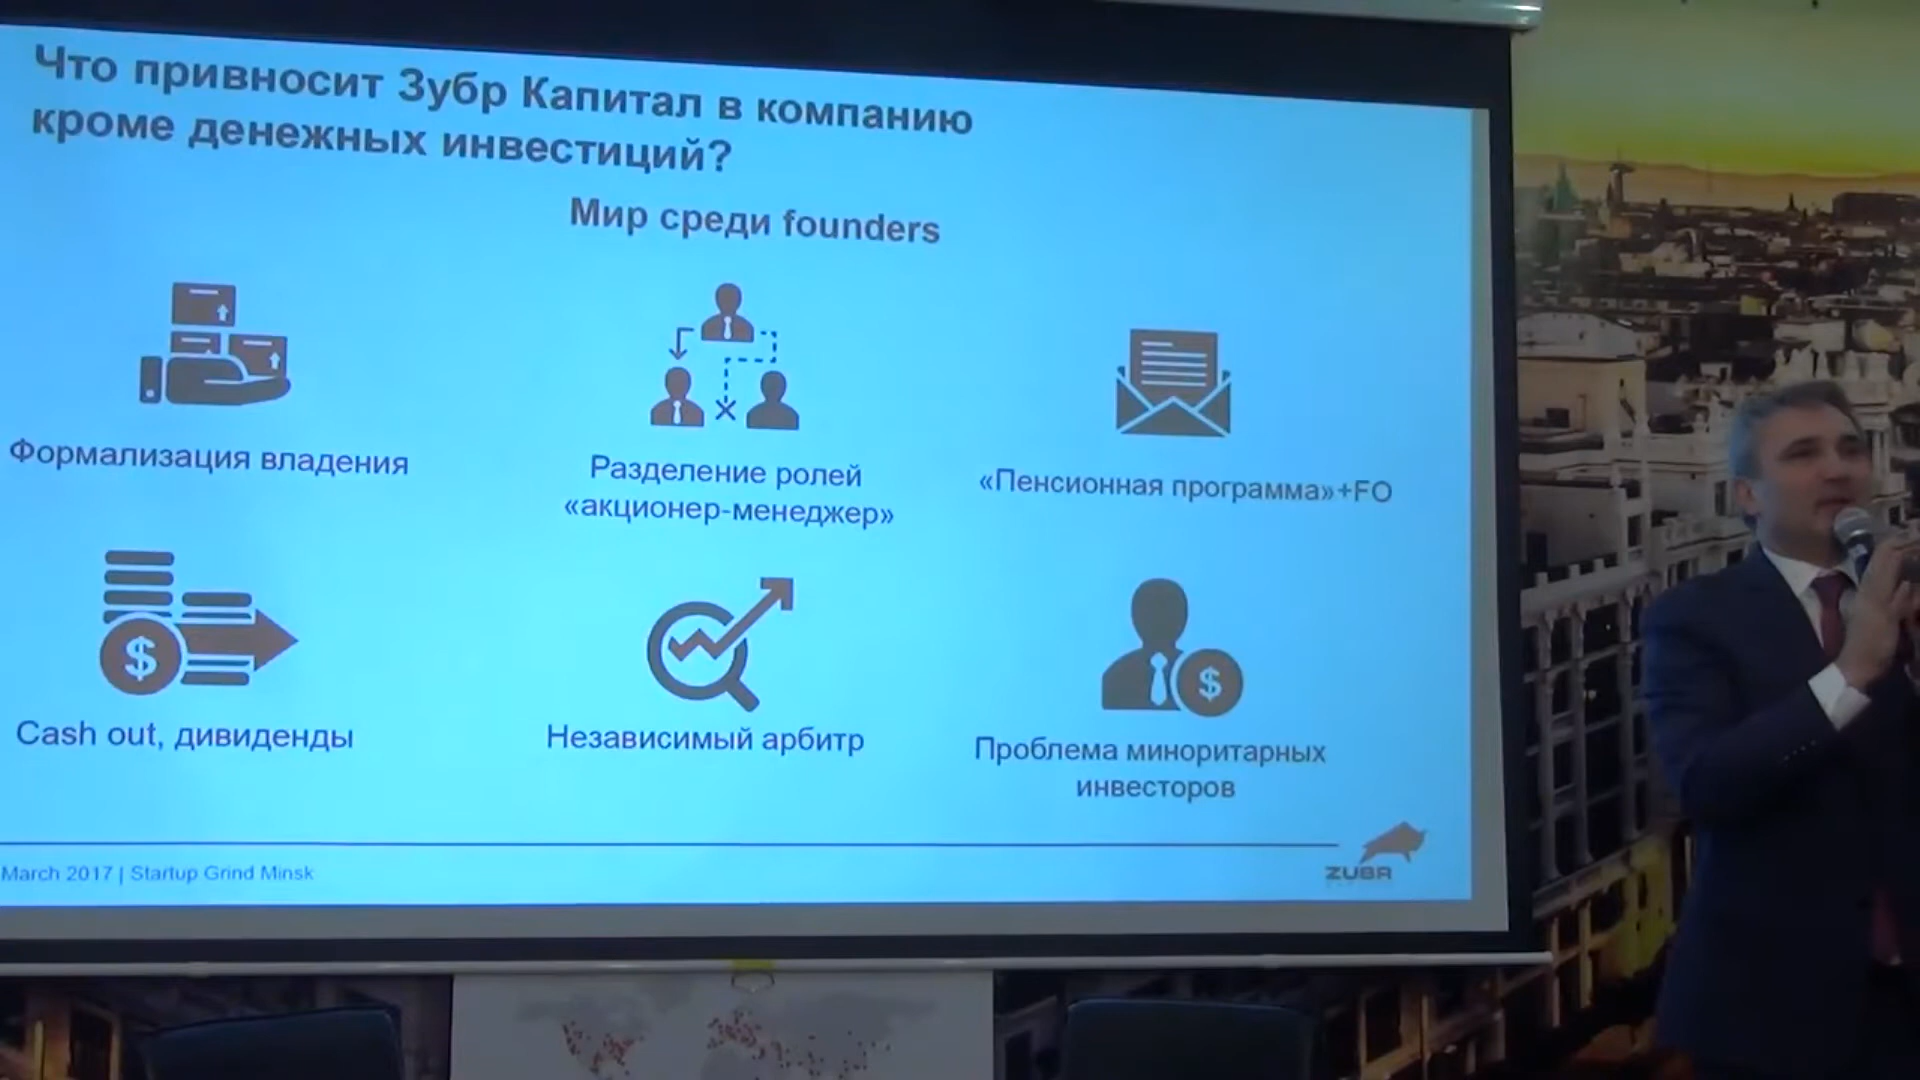 Что привносит Зубр Капитал в компанию
кроме денежных инвестиций?
Мир среди founders
Формализация владения
Разделение ролей
«акционер-менеджер»
«Пенсионная программа»+FO
$
Cash out, дивиденды
Независимый арбитр
$
Проблема миноритарных
инвесторов
March 2017 | Startup Grind Minsk
ZUBR